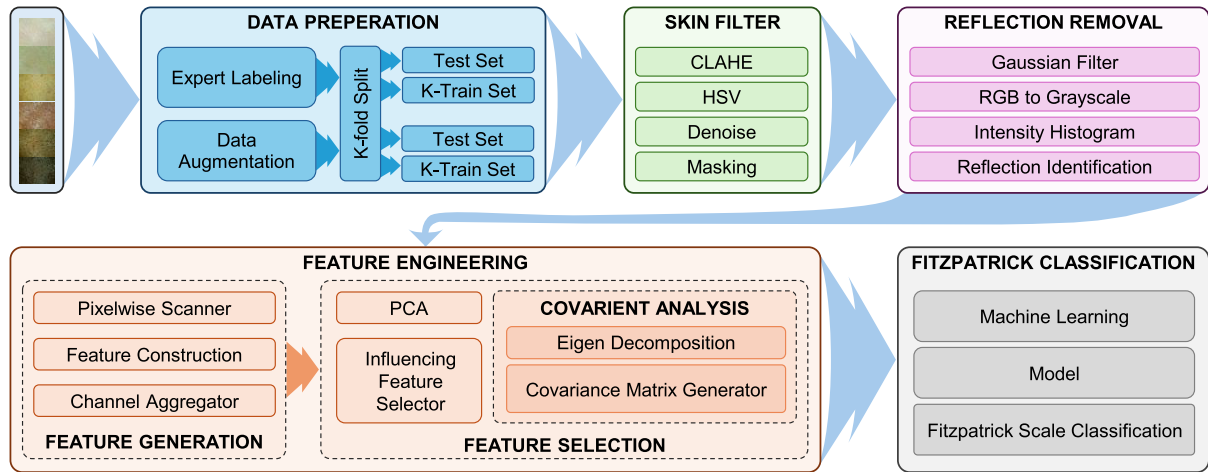 DATA PREPERATION
Expert Labeling
Data
Augmentation
K-fold Split
Test Set
K-Train Set
Test Set
K-Train Set
SKIN FILTER
CLAHE
HSV
Denoise
Masking
REFLECTION REMOVAL
Gaussian Filter
RGB to Grayscale
Intensity Histogram
Reflection Identification
FEATURE ENGINEERING
Pixelwise Scanner
Feature Construction
Channel Aggregator
FEATURE GENERATION
PCA
Influencing
Feature
Selector
COVARIENT ANALYSIS
Eigen Decomposition
Covariance Matrix Generator
FEATURE SELECTION
FITZPATRICK CLASSIFICATION
Machine Learning
Model
Fitzpatrick Scale Classification